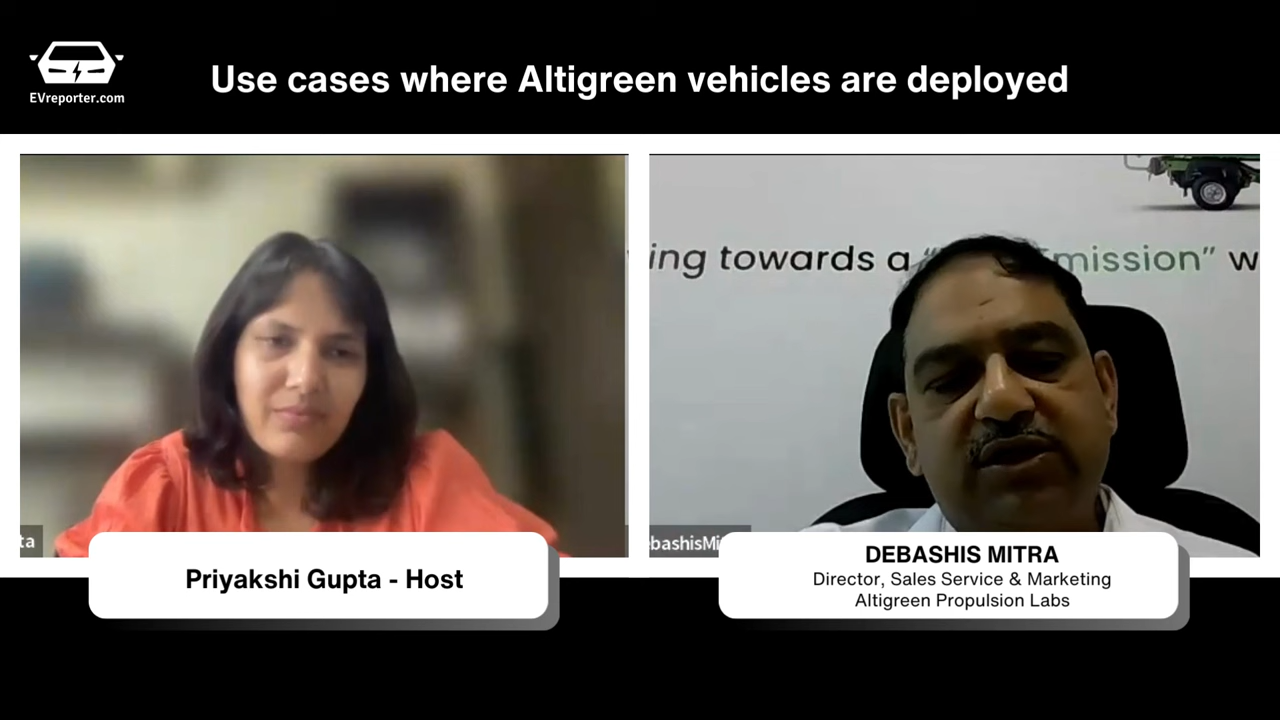 Use cases where Altigreen vehicles are deployed
EVreporter.com
ing towards a " mission" w
ta
ebashisMi
Priyakshi Gupta - Host
DEBASHIS MITRA
Director, Sales Service & Marketing
Altigreen Propulsion Labs